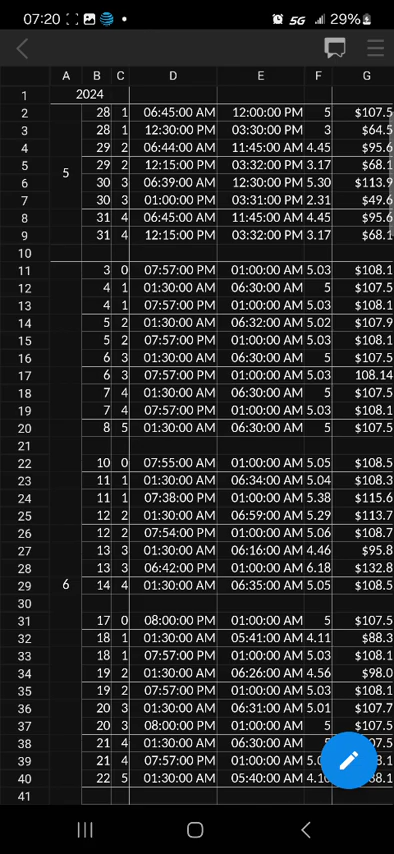 07:20 5G 29%
A B C D E F G
1 2024
2 28 1 06:45:00 AM 12:00:00 PM 5 $107.5
3 28 1 12:30:00 PM 03:30:00 PM 3 $64.5
4 29 2 06:44:00 AM 11:45:00 AM 4.45 $95.6
5 5 29 2 12:15:00 PM 03:32:00 PM 3.17 $68.1
6 30 3 06:39:00 AM 12:30:00 PM 5.30 $113.9
7 30 3 01:00:00 PM 03:31:00 PM 2.31 $49.6
8 31 4 06:45:00 AM 11:45:00 AM 4.45 $95.6
9 31 4 12:15:00 PM 03:32:00 PM 3.17 $68.1
10
11 3 0 07:57:00 PM 01:00:00 AM 5.03 $108.1
12 4 1 01:30:00 AM 06:30:00 AM 5 $107.5
13 4 1 07:57:00 PM 01:00:00 AM 5.03 $108.1
14 5 2 01:30:00 AM 06:32:00 AM 5.02 $107.9
15 5 2 07:57:00 PM 01:00:00 AM 5.03 $108.1
16 6 3 01:30:00 AM 06:30:00 AM 5 $107.5
17 6 3 07:57:00 PM 01:00:00 AM 5.03 108.14
18 7 4 01:30:00 AM 06:30:00 AM 5 $107.5
19 7 4 07:57:00 PM 01:00:00 AM 5.03 $108.1
20 8 5 01:30:00 AM 06:30:00 AM 5 $107.5
21
22 10 0 07:55:00 PM 01:00:00 AM 5.05 $108.5
23 11 1 01:30:00 AM 06:34:00 AM 5.04 $108.3
24 11 1 07:38:00 PM 01:00:00 AM 5.38 $115.6
25 12 2 01:30:00 AM 06:59:00 AM 5.29 $113.7
26 12 2 07:54:00 PM 01:00:00 AM 5.06 $108.7
27 13 3 01:30:00 AM 06:16:00 AM 4.46 $95.8
28 13 3 06:42:00 PM 01:00:00 AM 6.18 $132.8
29 6 14 4 01:30:00 AM 06:35:00 AM 5.05 $108.5
30
31 17 0 08:00:00 PM 01:00:00 AM 5 $107.5
32 18 1 01:30:00 AM 05:41:00 AM 4.11 $88.3
33 18 1 07:57:00 PM 01:00:00 AM 5.03 $108.1
34 19 2 01:30:00 AM 06:26:00 AM 4.56 $98.0
35 19 2 07:57:00 PM 01:00:00 AM 5.03 $108.1
36 20 3 01:30:00 AM 06:31:00 AM 5.01 $107.7
37 20 3 08:00:00 PM 01:00:00 AM 5 $107.5
38 21 4 01:30:00 AM 06:30:00 AM 07.5
39 21 4 07:57:00 PM 01:00:00 AM 5.0 8.1
40 22 5 01:30:00 AM 05:40:00 AM 4.10 88.1
41